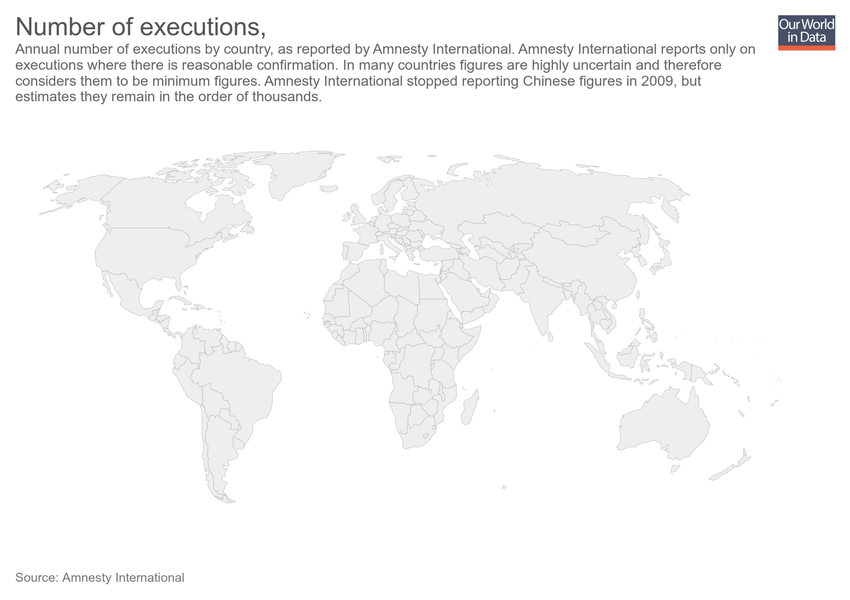 Number of executions,
Our World
in Data
Annual number of executions by country, as reported by Amnesty International. Amnesty International reports only on
executions where there is reasonable confirmation. In many countries figures are highly uncertain and therefore
considers them to be minimum figures. Amnesty International stopped reporting Chinese figures in 2009, but
estimates they remain in the order of thousands.
Source: Amnesty International